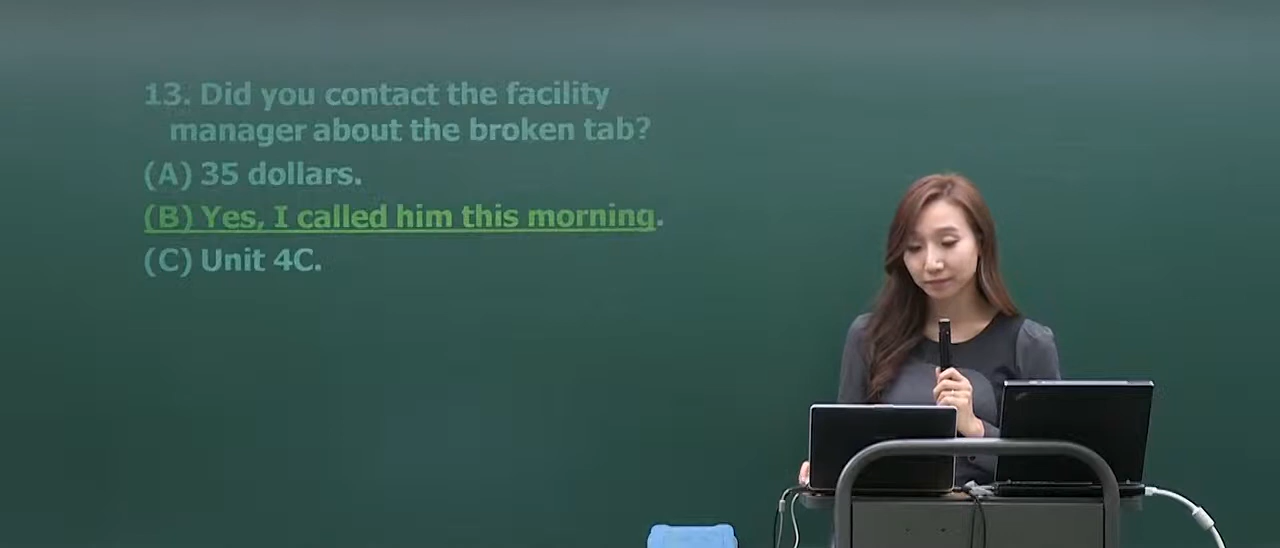 13. Did you contact the facility
manager about the broken tab?
(A) 35 dollars.
(B) Yes, I called him this morning.
(C) Unit 4C.